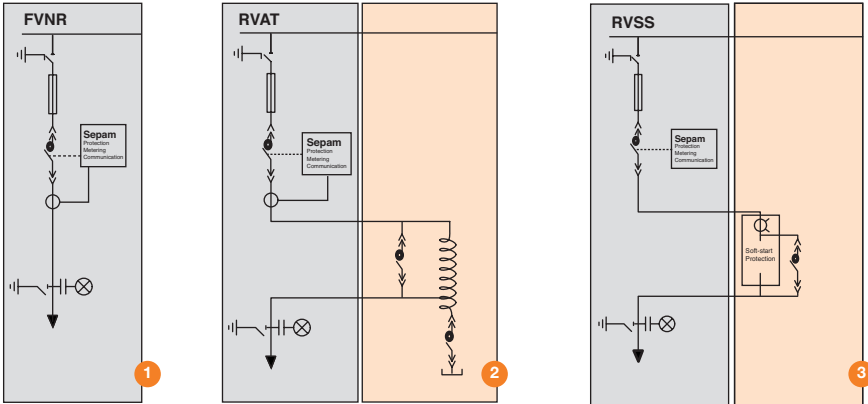 FVNR
Sepam
Protection
Metering
Communication
1
RVAT
Sepam
Protection
Metering
Communication
2
RVSS
Sepam
Protection
Metering
Communication
Soft-start
Protection
3